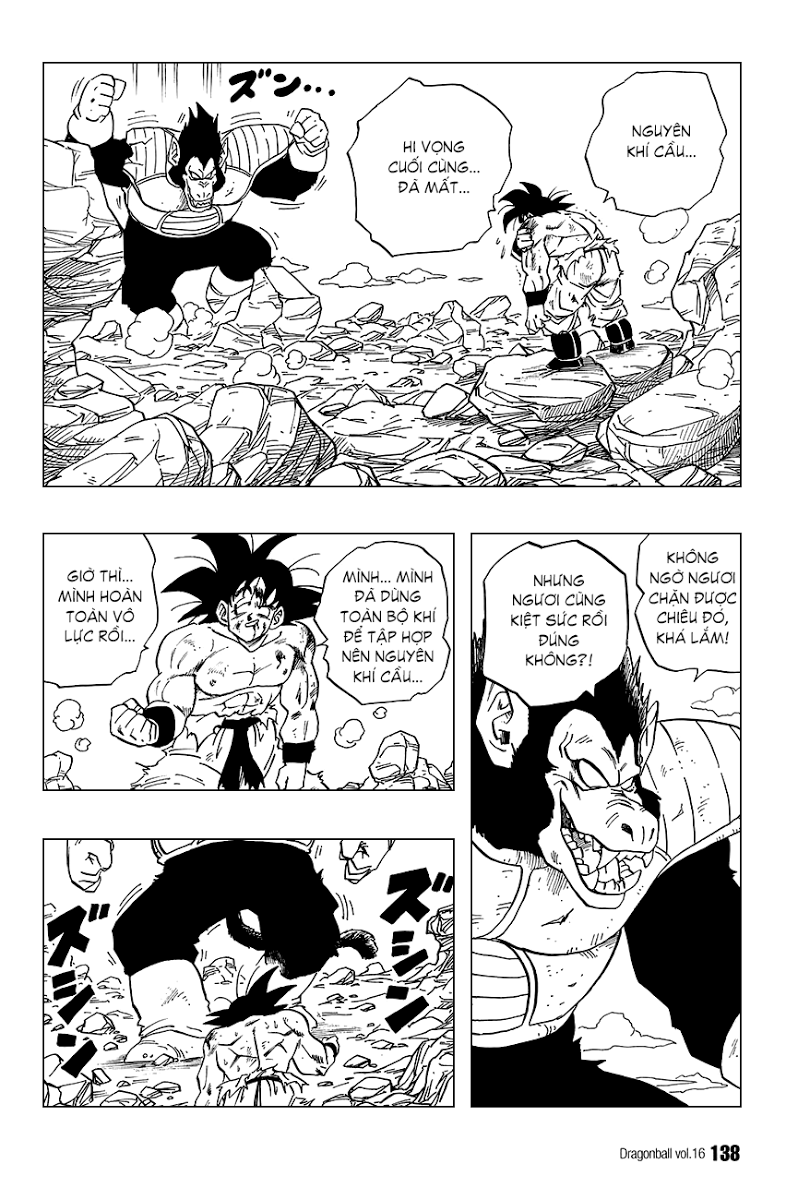 NGUYÊN
KHÍ CẦU...
HI VỌNG
CUỐI CÙNG...
ĐÃ MẤT...
ズン...
KHÔNG
NGỜ NGƯƠI
CHẶN ĐƯỢC
CHIÊU ĐÓ,
KHÁ LẮM!
NHƯNG
NGƯƠI CŨNG
KIỆT SỨC RỒI
ĐÚNG
KHÔNG?!
MÌNH... MÌNH
ĐÃ DÙNG
TOÀN BỘ KHÍ
ĐỂ TẬP HỢP
NÊN NGUYÊN
KHÍ CẦU...
GIỜ THÌ...
MÌNH HOÀN
TOÀN VÔ
LỰC RỒI...
ズシン
ズシン
Dragonball vol.16 138